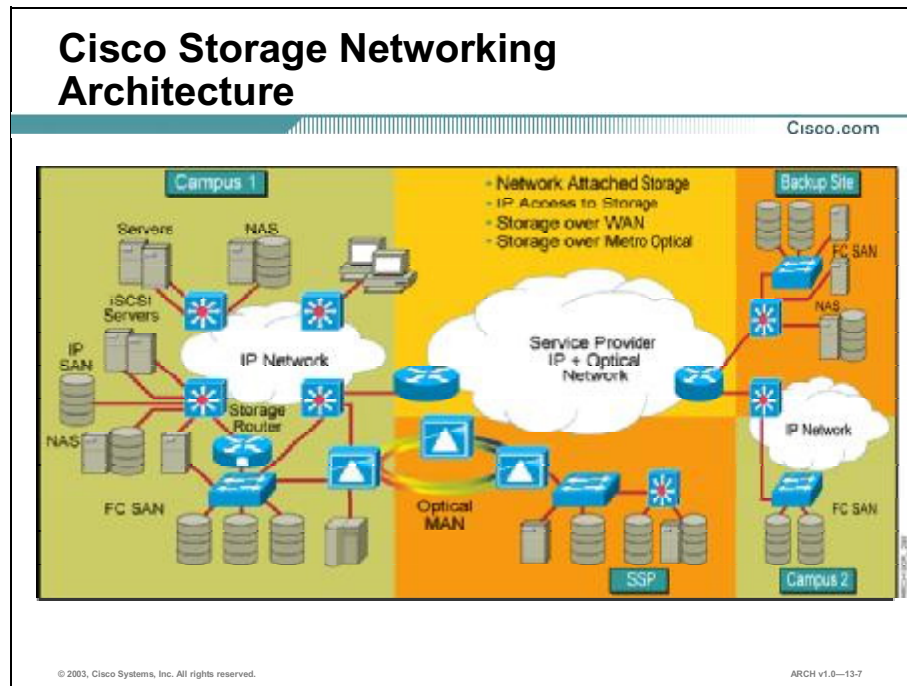 Cisco Storage Networking
Architecture
Cisco.com
Campus 1
Servers
NAS
iSCSI
Servers
IP
SAN
IP Network
Storage
Router
NAS
FC SAN
- Network Attached Storage
- IP Access to Storage
- Storage over WAN
- Storage over Metro Optical
Service Provider
IP + Optical
Network
Optical
MAN
SSP
Backup Site
FC SAN
NAS
IP Network
FC SAN
Campus 2
© 2003, Cisco Systems, Inc. All rights reserved.
ARCH v1.0—13-7